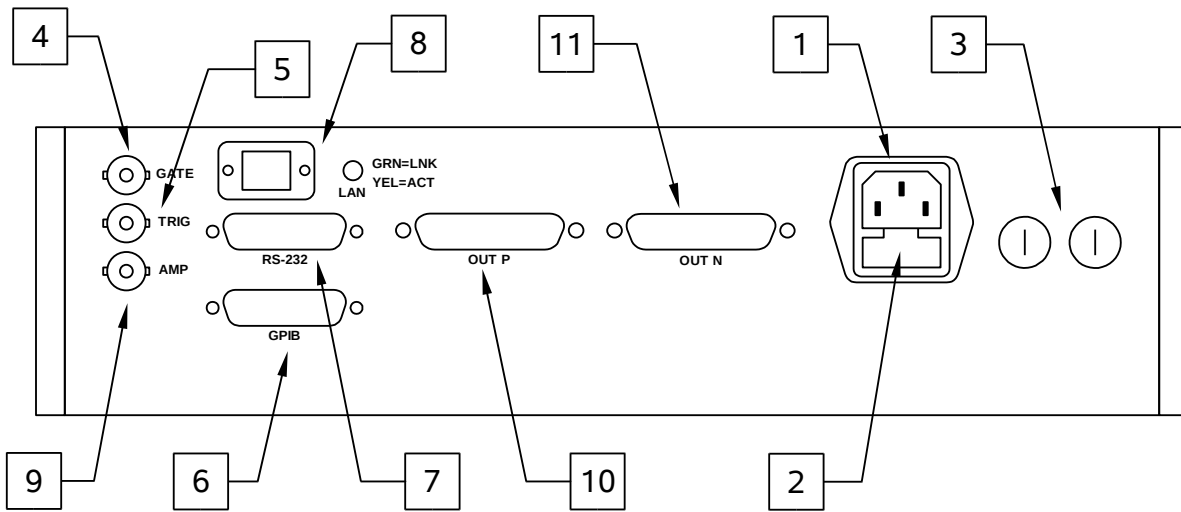 4
5
8
11
1
3
GATE
TRIG
AMP
GRN=LNK
YEL=ACT
LAN
RS-232
OUT P
OUT N
GPIB
9
6
7
10
2